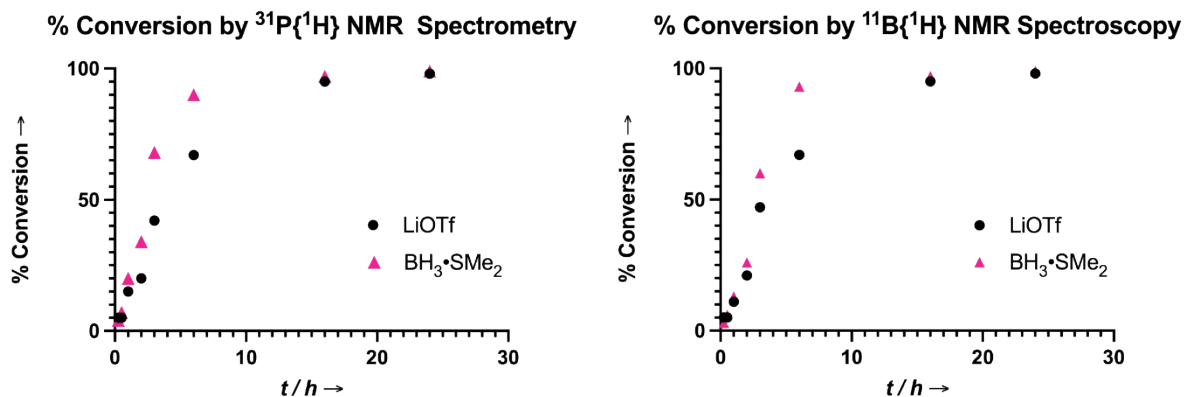 % Conversion by ³¹P{¹H} NMR Spectrometry
100
50
0
0
10
20
30
% Conversion →
t / h →
LiOTf
BH₃•SMe₂
% Conversion by ¹¹B{¹H} NMR Spectroscopy
100
50
0
0
10
20
30
% Conversion →
t / h →
LiOTf
BH₃•SMe₂